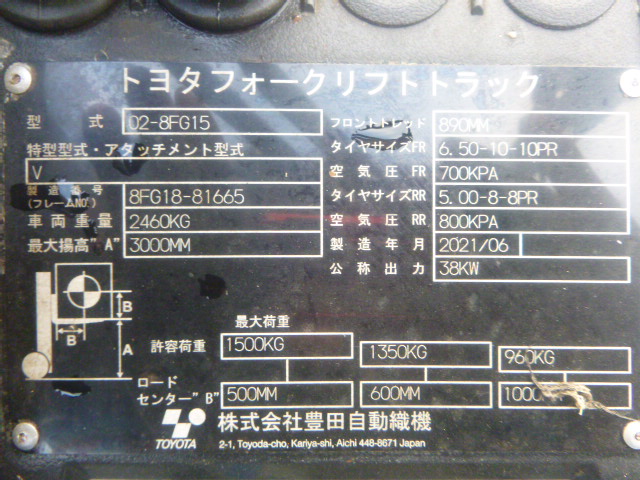 トヨタフォークリフトトラック
型式 02-8FG15 フロントトレッド 890MM
特型型式・アタッチメント型式 タイヤサイズFR 6.50-10-10PR
V 空気圧 FR 700KPA
製造番号(フレームNO.) 8FG18-81665 タイヤサイズRR 5.00-8-8PR
車両重量 2460KG 空気圧 RR 800KPA
最大揚高"A" 3000MM 製造年月 2021/06
公称出力 38KW
B
B
A
最大荷重
許容荷重 1500KG 1350KG 960KG
ロードセンター"B" 500MM 600MM
TOYOTA 株式会社豊田自動織機
2-1, Toyoda-cho, Kariya-shi, Aichi 448-8671 Japan